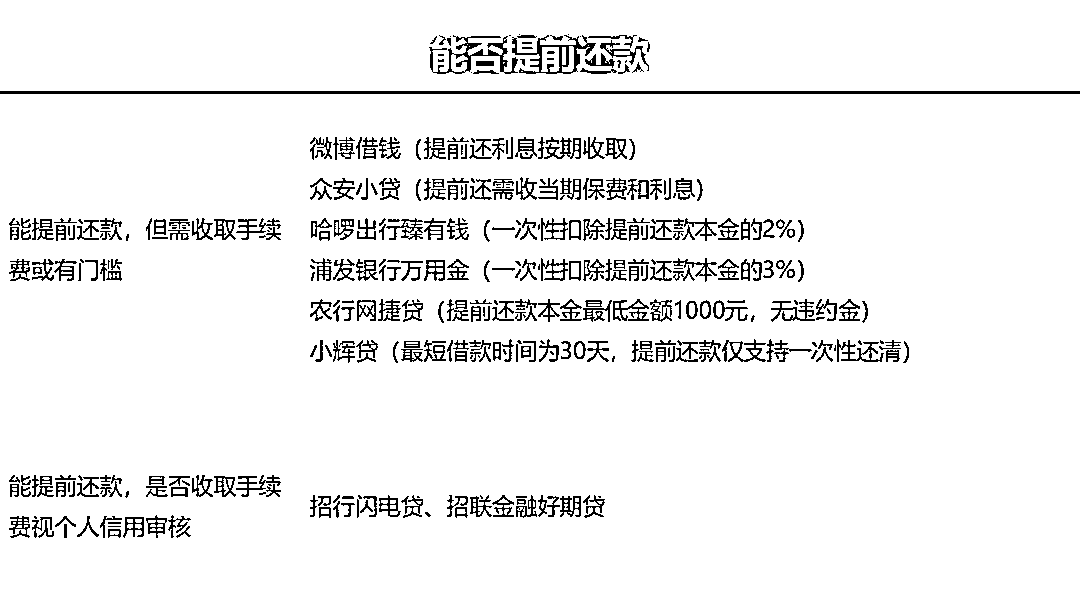 能否提前还款
微博借钱（提前还利息按期收取）
众安小贷（提前还需收当期保费和利息）
能提前还款，但需收取手续
哈啰出行臻有钱（一次性扣除提前还款本金的2%）
费或有门槛
浦发银行万用金（一次性扣除提前还款本金的3%）
农行网捷贷（提前还款本金最低金额1000元，无违约金）
小辉贷（最短借款时间为30天，提前还款仅支持一次性还清）
能提前还款，是否收取手续
费视个人信用审核
招行闪电贷、招联金融好期贷